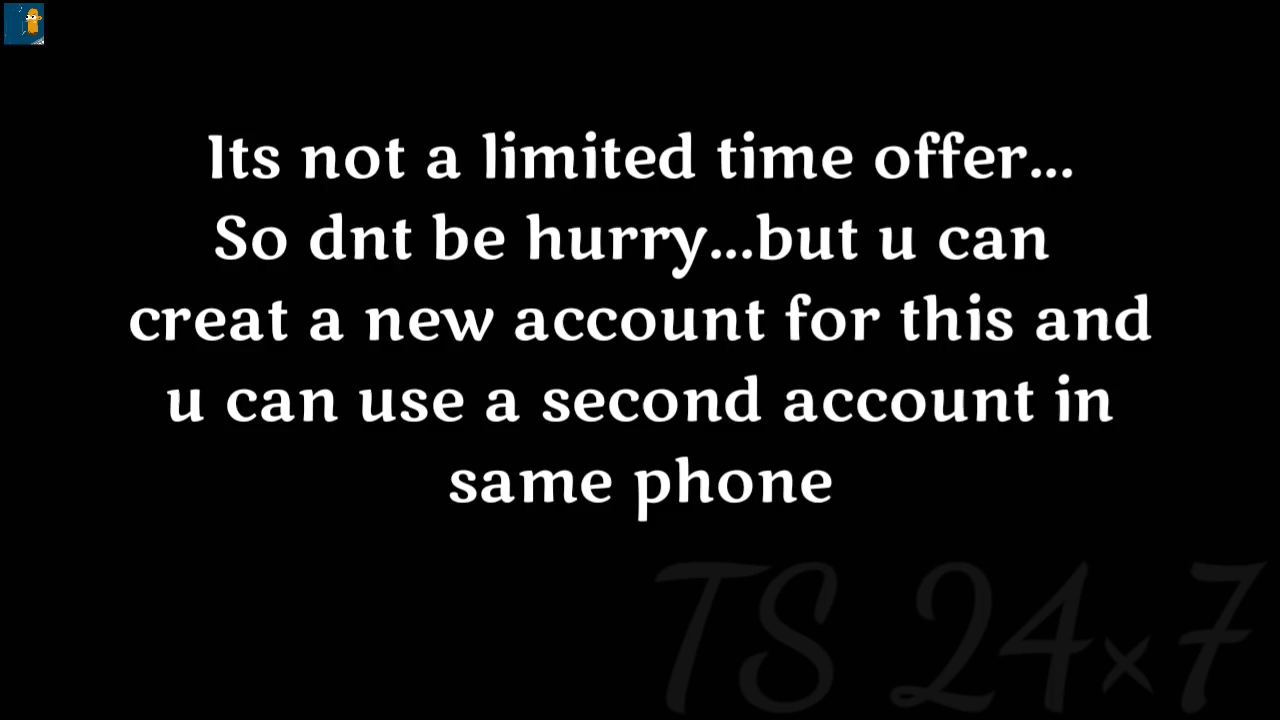 Its not a limited time offer...
So dnt be hurry...but u can
creat a new account for this and
u can use a second account in
same phone
TS 24×7